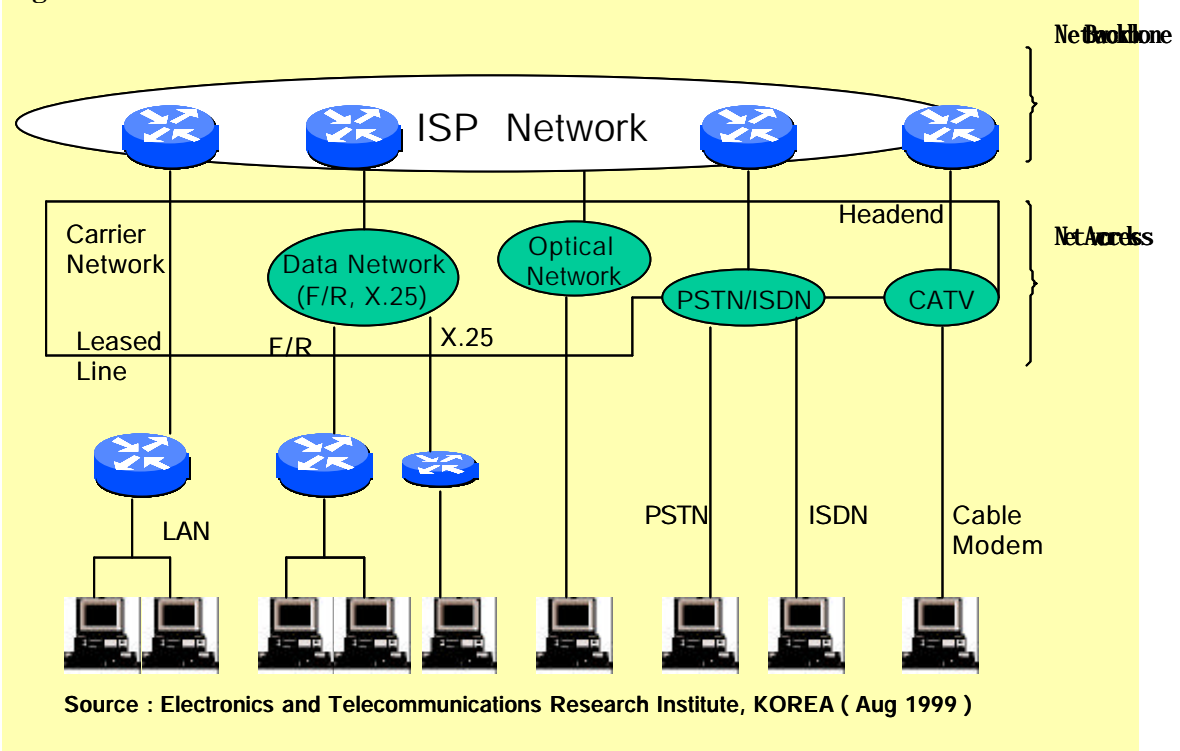 ISP Network
Headend
Carrier
Network
Data Network
(F/R, X.25)
Optical
Network
PSTN/ISDN
CATV
Leased
Line
F/R
X.25
LAN
PSTN
ISDN
Cable
Modem
Source : Electronics and Telecommunications Research Institute, KOREA ( Aug 1999 )